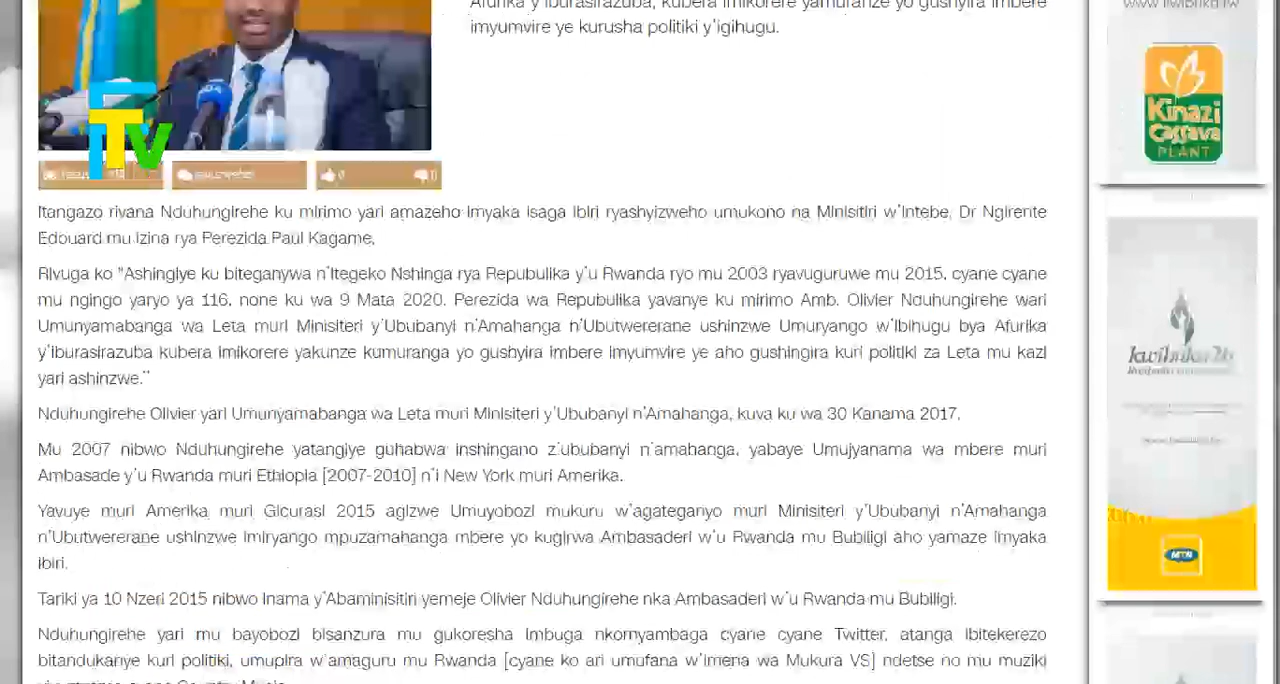 Afurika y'iburasirazuba, kubera imikorere yamuranze yo gushyira imbere
imyumvire ye kurusha politiki y'igihugu.
TV
0
0
Itangazo rivana Nduhungirehe ku mirimo yari amazeho imyaka isaga ibiri ryashyizweho umukono na Minisitiri w'Intebe, Dr Ngirente
Edouard mu izina rya Perezida Paul Kagame,
Rivuga ko "Ashingiye ku biteganywa n'Itegeko Nshinga rya Repubulika y'u Rwanda ryo mu 2003 ryavuguruwe mu 2015, cyane cyane
mu ngingo yaryo ya 116, none ku wa 9 Mata 2020, Perezida wa Repubulika yavanye ku mirimo Amb. Olivier Nduhungirehe wari
Umunyamabanga wa Leta muri Minisiteri y'Ububanyi n'Amahanga n'Ubutwererane ushinzwe Umuryango w'Ibihugu bya Afurika
y'iburasirazuba kubera imikorere yakunze kumuranga yo gushyira imbere imyumvire ye aho gushingira kuri politiki za Leta mu kazi
yari ashinzwe."
Nduhungirehe Olivier yari Umunyamabanga wa Leta muri Minisiteri y'Ububanyi n'Amahanga, kuva ku wa 30 Kanama 2017.
Mu 2007 nibwo Nduhungirehe yatangiye guhabwa inshingano z'ububanyi n'amahanga, yabaye Umujyanama wa mbere muri
Ambasade y'u Rwanda muri Ethiopia [2007-2010] n'i New York muri Amerika.
Yavuye muri Amerika muri Gicurasi 2015 agizwe Umuyobozi mukuru w'agateganyo muri Minisiteri y'Ububanyi n'Amahanga
n'Ubutwererane ushinzwe Imiryango mpuzamahanga mbere yo kugirwa Ambasaderi w'u Rwanda mu Bubiligi aho yamaze imyaka
ibiri.
Tariki ya 10 Nzeri 2015 nibwo Inama y'Abaminisitiri yemeje Olivier Nduhungirehe nka Ambasaderi w'u Rwanda mu Bubiligi.
Nduhungirehe yari mu bayobozi bisanzura mu gukoresha imbuga nkoranyambaga cyane cyane Twitter, atanga ibitekerezo
bitandukanye kuri politiki, umupira w'amaguru mu Rwanda [cyane ko ari umufana w'imena wa Mukura VS] ndetse no mu muziki
Kinazi
Cassava
PLANT
kwibuka26
MTN